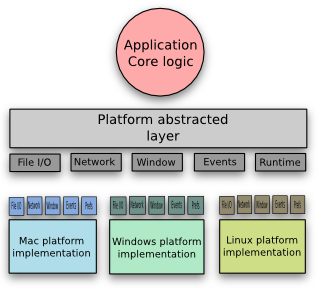 Application
Core logic
Platform abstracted
layer
File I/O Network Window Events Runtime
File I/O Network Window Events Prefs File I/O Network Window Events Prefs File I/O Network Window Events Prefs
Mac platform
implementation
Windows platform
implementation
Linux platform
implementation